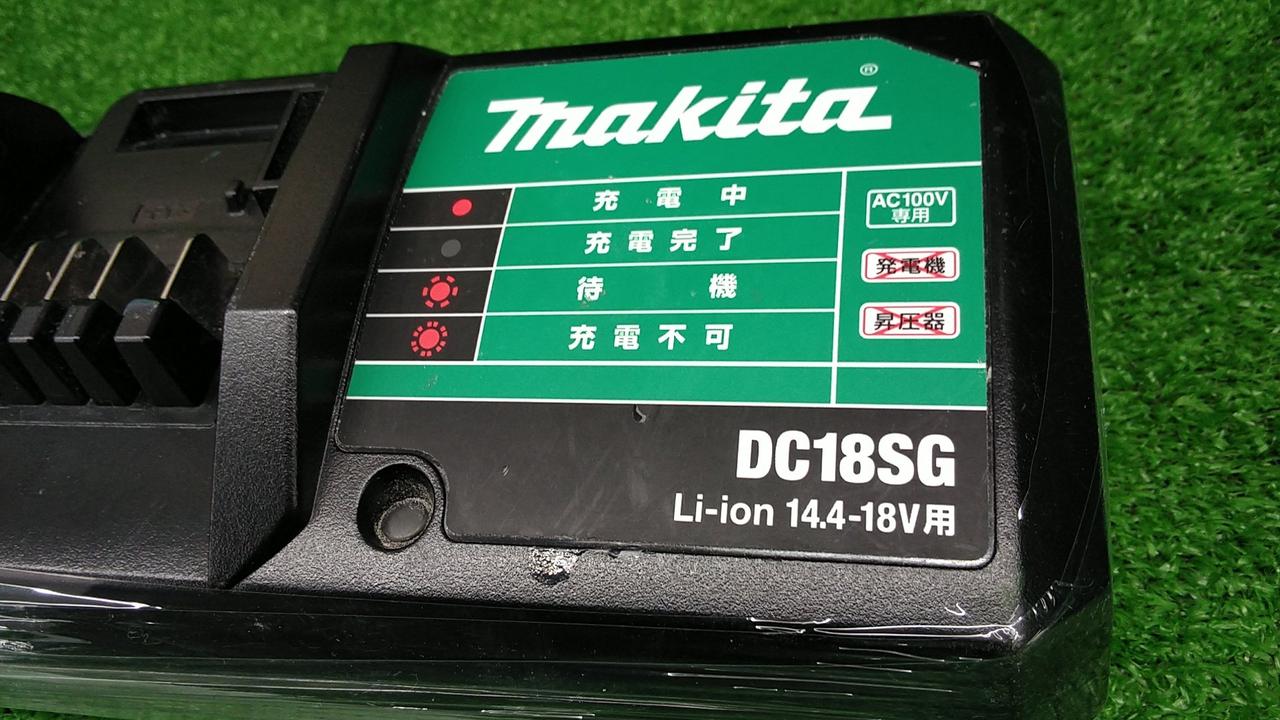 makita®
充電中
充電完了
待機
充電不可
AC100V
専用
発電機
昇圧器
DC18SG
Li-ion 14.4-18V用